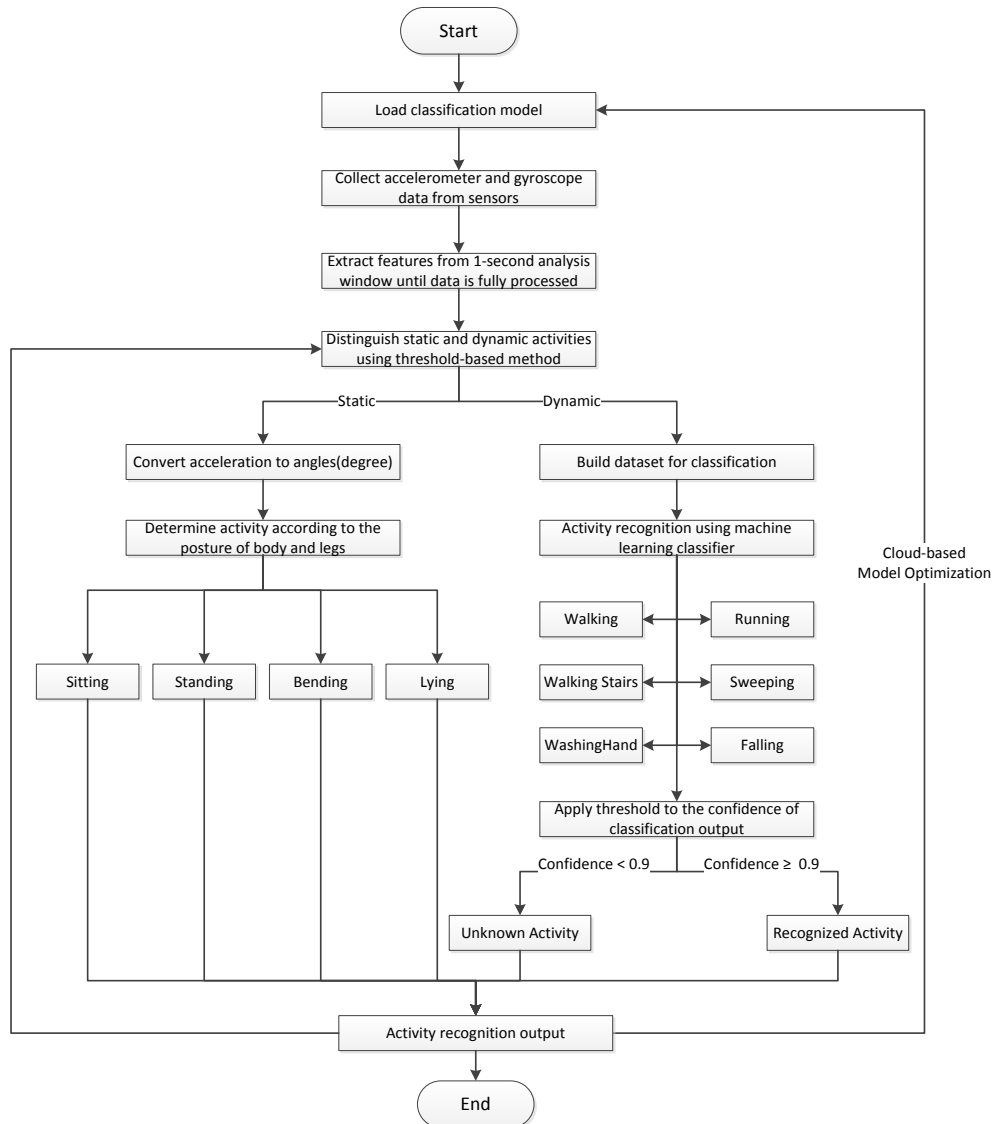 Start
Load classification model
Collect accelerometer and gyroscope
data from sensors
Extract features from 1-second analysis
window until data is fully processed
Distinguish static and dynamic activities
using threshold-based method
Static
Dynamic
Convert acceleration to angles(degree)
Build dataset for classification
Determine activity according to the
posture of body and legs
Activity recognition using machine
learning classifier
Cloud-based
Model Optimization
Walking
Running
Sitting
Standing
Bending
Lying
Walking Stairs
Sweeping
WashingHand
Falling
Apply threshold to the confidence of
classification output
Confidence < 0.9
Confidence ≥ 0.9
Unknown Activity
Recognized Activity
Activity recognition output
End